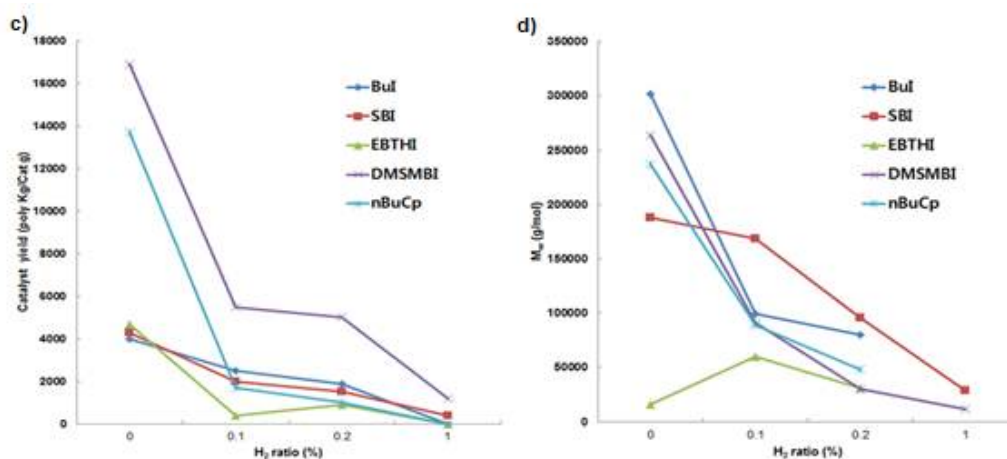 c)
18000
16000
14000
12000
10000
8000
6000
4000
2000
0
Catalyst yield (poly Kg/Cat g)
BuI
SBI
EBTHI
DMSMBI
nBuCp
0 0.1 0.2 1
H₂ ratio (%)
d)
350000
300000
250000
200000
150000
100000
50000
0
M_w (g/mol)
BuI
SBI
EBTHI
DMSMBI
nBuCp
0 0.1 0.2 1
H₂ ratio (%)